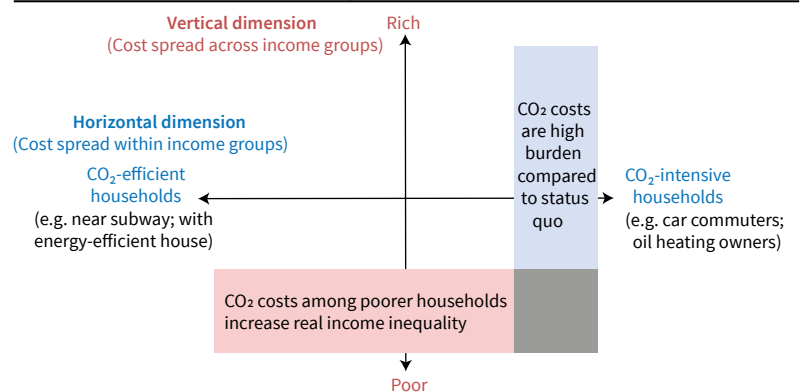 Vertical dimension
(Cost spread across income groups)
Rich
Horizontal dimension
(Cost spread within income groups)
CO₂-efficient
households
(e.g. near subway; with
energy-efficient house)
CO₂ costs
are high
burden
compared
to status
quo
CO₂-intensive
households
(e.g. car commuters;
oil heating owners)
CO₂ costs among poorer households
increase real income inequality
Poor